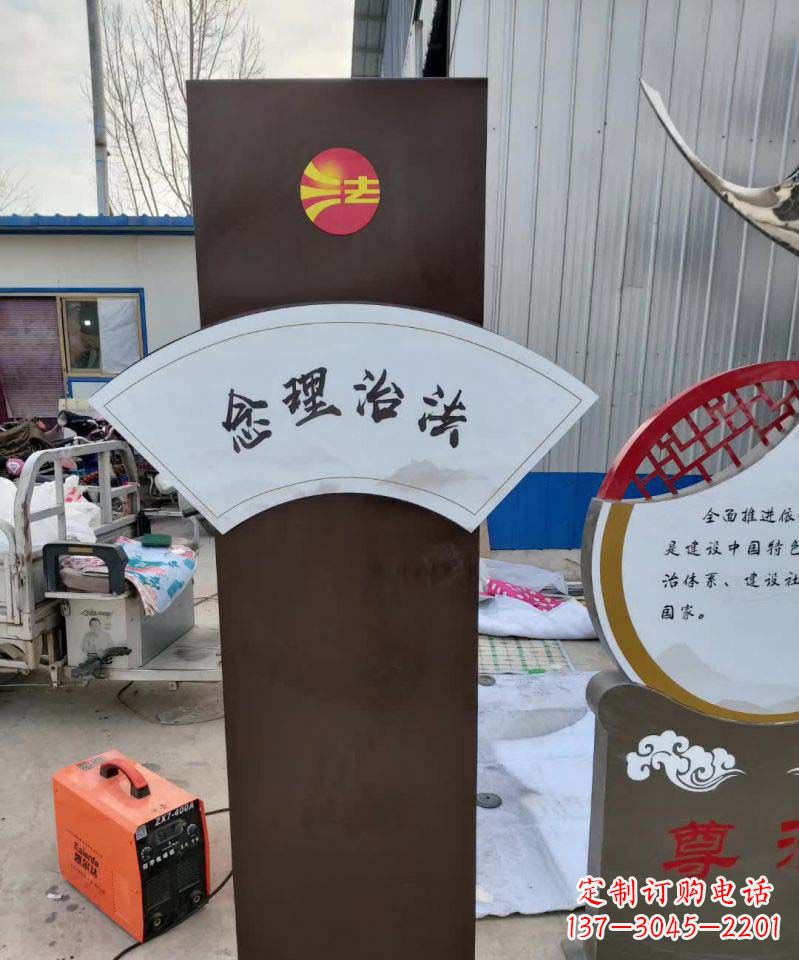 法
念理治法
全面推进依
是建设中国特色
治体系、建设社
国家。
尊
ZX7-400A
定制订购电话
137-3045-2201